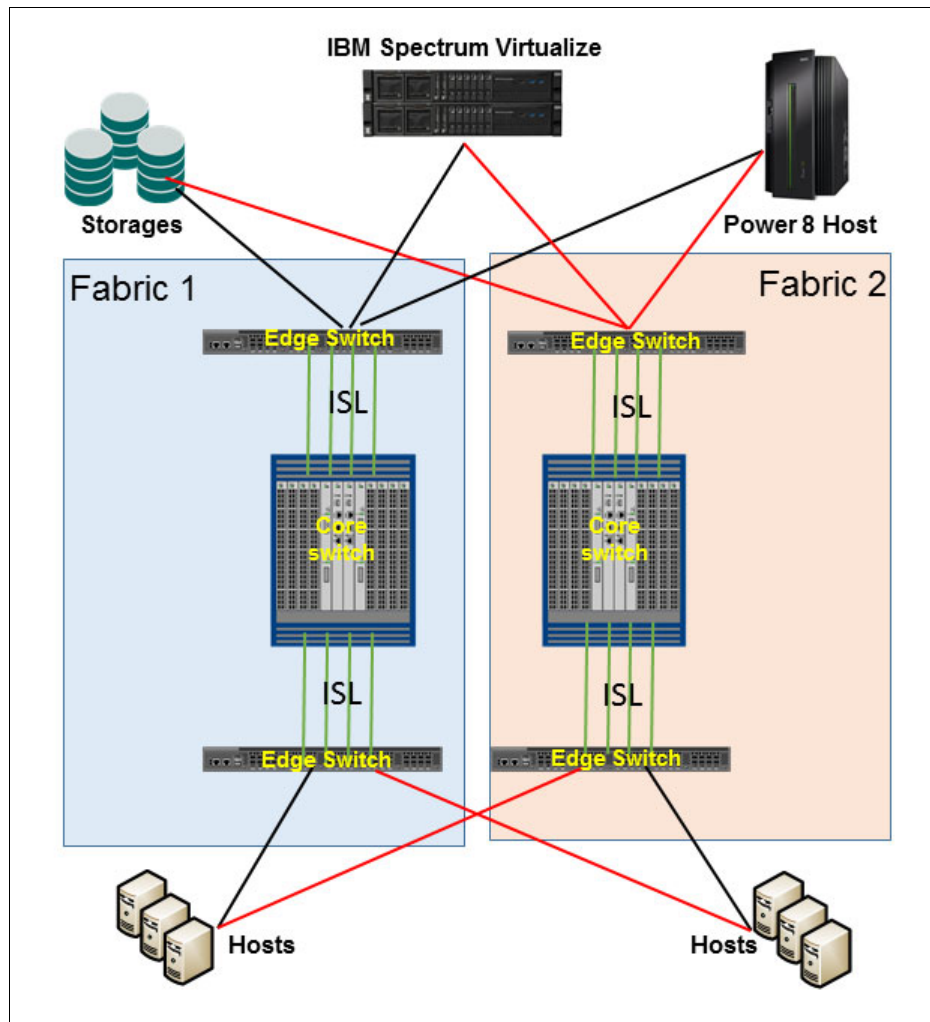 IBM Spectrum Virtualize
Storages
Power 8 Host
Fabric 1
Fabric 2
Edge Switch
Edge Switch
ISL
ISL
Core
switch
Core
switch
ISL
ISL
Edge Switch
Edge Switch
Hosts
Hosts